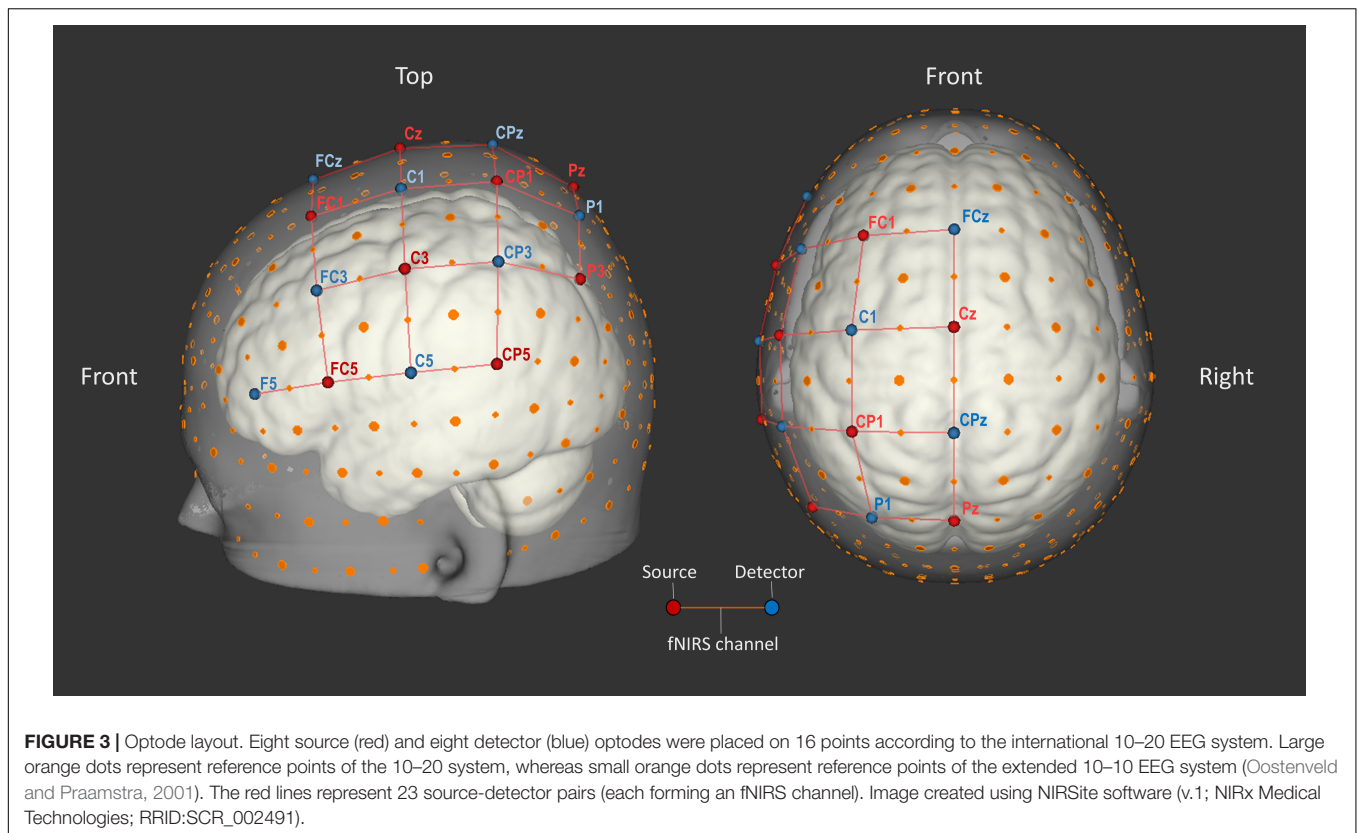 Top
Front
Cz
CPz
FCz
Pz
C1
CP1
FC1
P1
C3
CP3
FC3
P3
FC5
C5
CP5
F5
Front
FC1
FCz
C1
Cz
CP1
CPz
P1
Pz
Right
Source
Detector
fNIRS channel
FIGURE 3 | Optode layout. Eight source (red) and eight detector (blue) optodes were placed on 16 points according to the international 10–20 EEG system. Large
orange dots represent reference points of the 10–20 system, whereas small orange dots represent reference points of the extended 10–10 EEG system (Oostenveld
and Praamstra, 2001). The red lines represent 23 source-detector pairs (each forming an fNIRS channel). Image created using NIRSite software (v.1; NIRx Medical
Technologies; RRID:SCR_002491).